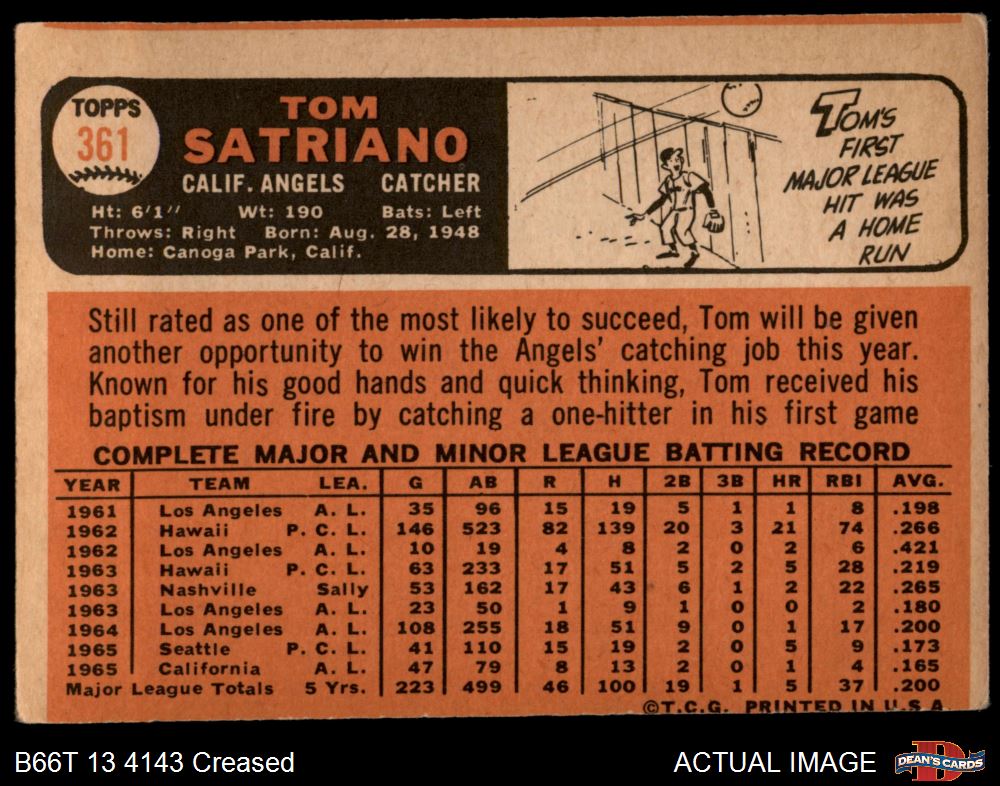 TOPPS
361
TOM
SATRIANO
CALIF. ANGELS CATCHER
Ht: 6'1" Wt: 190 Bats: Left
Throws: Right Born: Aug. 28, 1948
Home: Canoga Park, Calif.
TOM'S
FIRST
MAJOR LEAGUE
HIT WAS
A HOME
RUN
Still rated as one of the most likely to succeed, Tom will be given
another opportunity to win the Angels' catching job this year.
Known for his good hands and quick thinking, Tom received his
baptism under fire by catching a one-hitter in his first game
COMPLETE MAJOR AND MINOR LEAGUE BATTING RECORD
YEAR TEAM LEA. G AB R H 2B 3B HR RBI AVG.
1961 Los Angeles A. L. 35 96 15 19 5 1 1 8 .198
1962 Hawaii P. C. L. 146 523 82 139 20 3 21 74 .266
1962 Los Angeles A. L. 10 19 4 8 2 0 2 6 .421
1963 Hawaii P. C. L. 63 233 17 51 5 2 5 28 .219
1963 Nashville Sally 53 162 17 43 6 1 2 22 .265
1963 Los Angeles A. L. 23 50 1 9 1 0 0 2 .180
1964 Los Angeles A. L. 108 255 18 51 9 0 1 17 .200
1965 Seattle P. C. L. 41 110 15 19 2 0 5 9 .173
1965 California A. L. 47 79 8 13 2 0 1 4 .165
Major League Totals 5 Yrs. 223 499 46 100 19 1 5 37 .200
©T.C.G. PRINTED IN U.S.A.
B66T 13 4143 Creased
ACTUAL IMAGE
D
DEAN'S CARDS